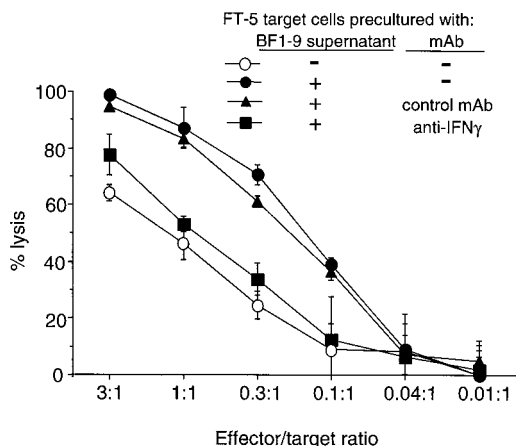 FT-5 target cells precultured with:
BF1-9 supernatant mAb
- -
+ -
+ control mAb
+ anti-IFNγ
100
80
60
40
20
0
% lysis
3:1 1:1 0.3:1 0.1:1 0.04:1 0.01:1
Effector/target ratio